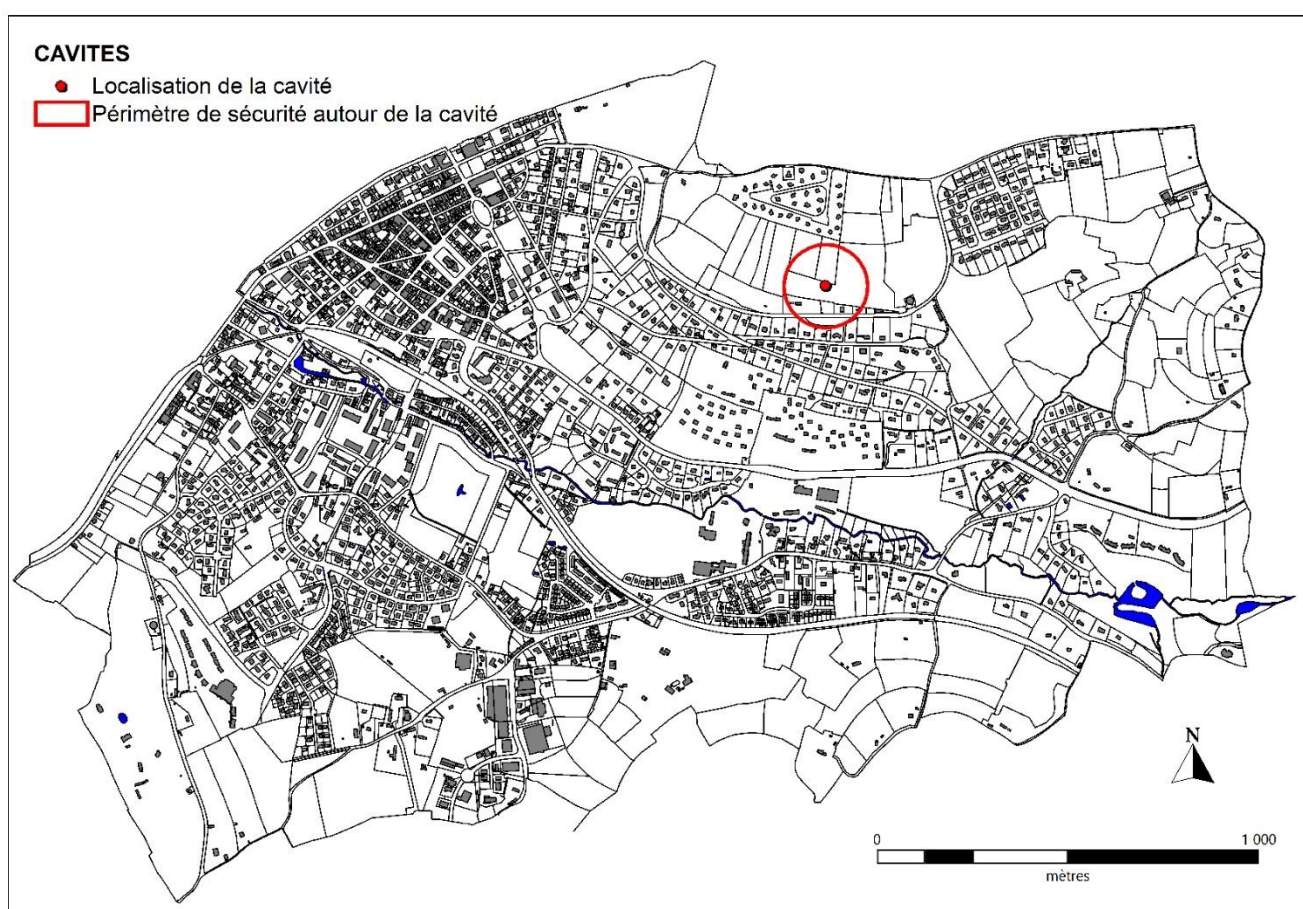 CAVITES
Localisation de la cavité
Périmètre de sécurité autour de la cavité
N
0 1 000
mètres